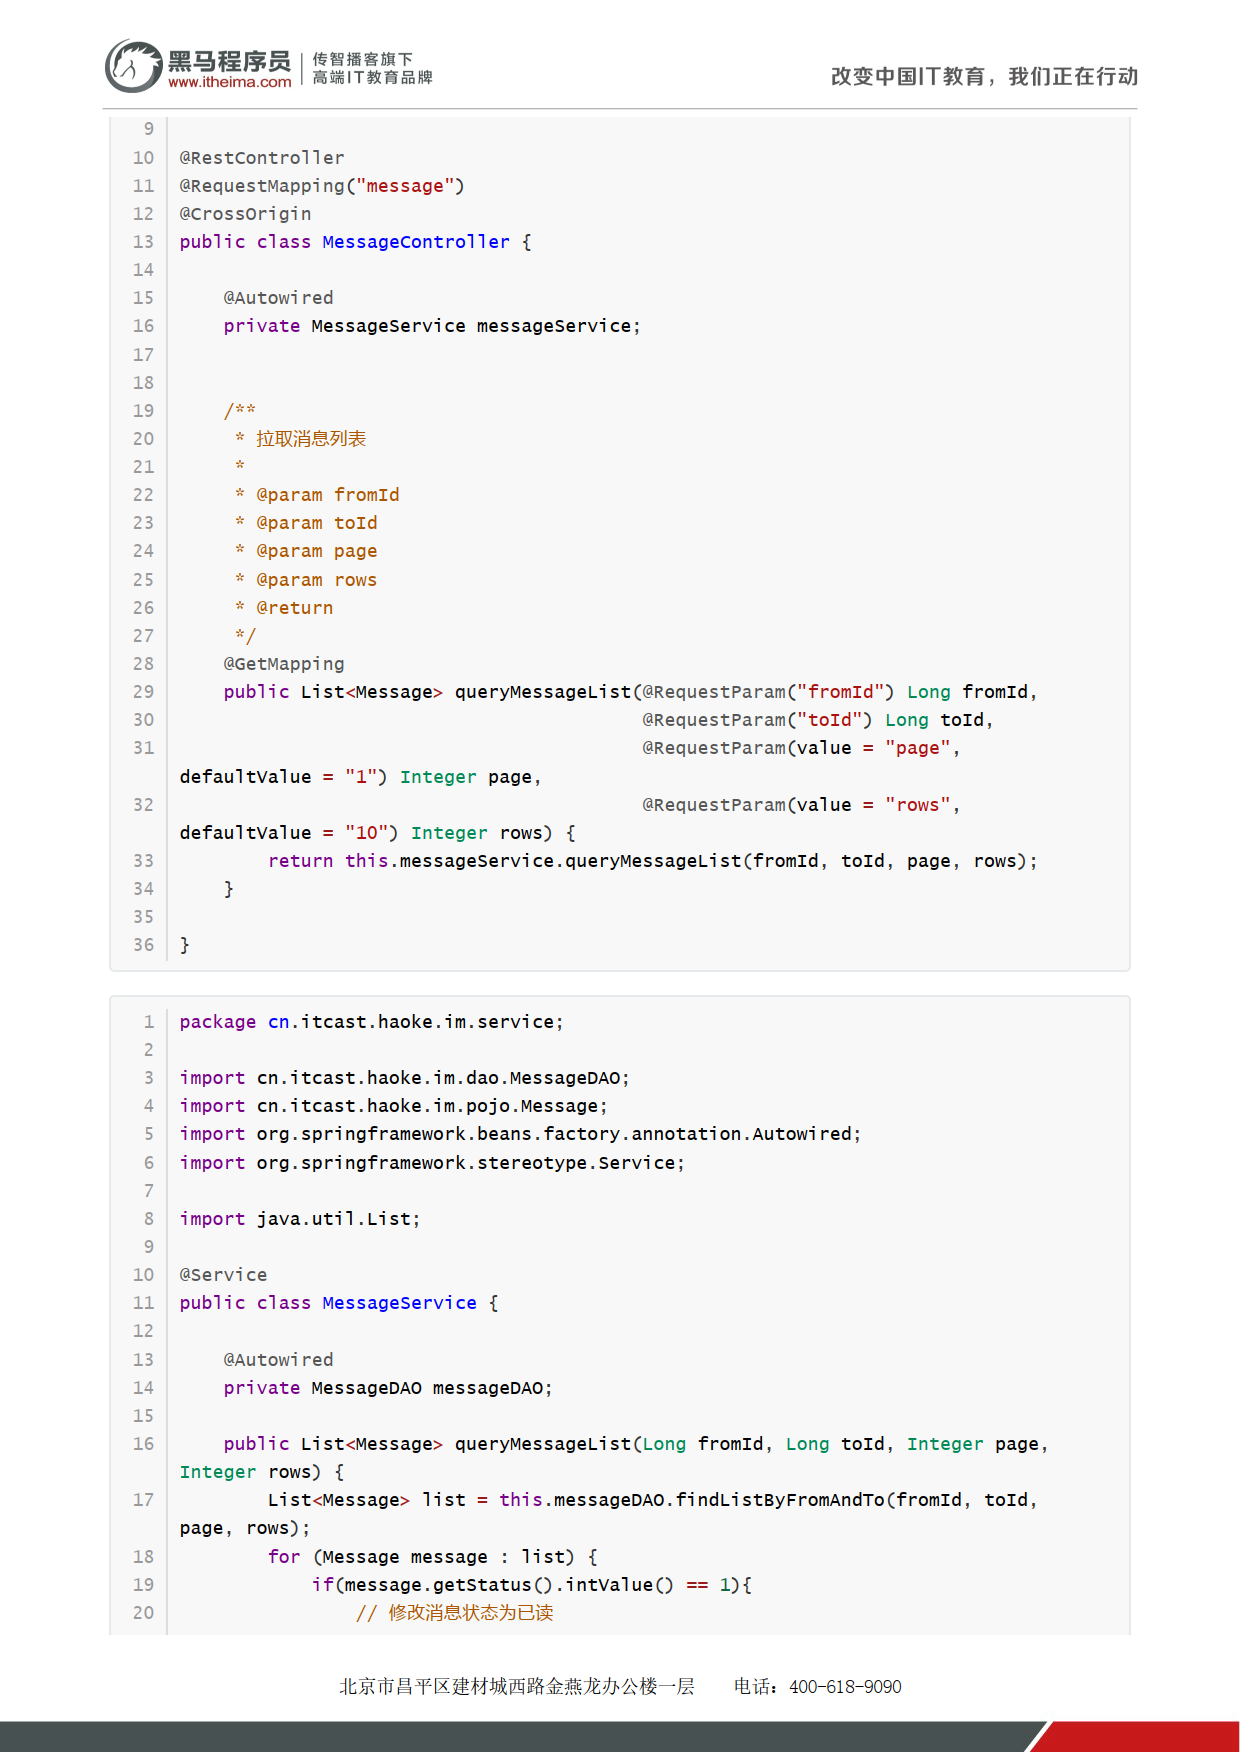 黑马程序员
www.itheima.com
传智播客旗下
高端IT教育品牌
改变中国IT教育，我们正在行动
9
10 @RestController
11 @RequestMapping("message")
12 @CrossOrigin
13 public class MessageController {
14
15     @Autowired
16     private MessageService messageService;
17
18
19     /**
20      * 拉取消息列表
21      *
22      * @param fromId
23      * @param toId
24      * @param page
25      * @param rows
26      * @return
27      */
28     @GetMapping
29     public List<Message> queryMessageList(@RequestParam("fromId") Long fromId,
30                                           @RequestParam("toId") Long toId,
31                                           @RequestParam(value = "page",
defaultValue = "1") Integer page,
32                                           @RequestParam(value = "rows",
defaultValue = "10") Integer rows) {
33         return this.messageService.queryMessageList(fromId, toId, page, rows);
34     }
35
36 }
1 package cn.itcast.haoke.im.service;
2
3 import cn.itcast.haoke.im.dao.MessageDAO;
4 import cn.itcast.haoke.im.pojo.Message;
5 import org.springframework.beans.factory.annotation.Autowired;
6 import org.springframework.stereotype.Service;
7
8 import java.util.List;
9
10 @Service
11 public class MessageService {
12
13     @Autowired
14     private MessageDAO messageDAO;
15
16     public List<Message> queryMessageList(Long fromId, Long toId, Integer page,
Integer rows) {
17         List<Message> list = this.messageDAO.findListByFromAndTo(fromId, toId,
page, rows);
18         for (Message message : list) {
19             if(message.getStatus().intValue() == 1){
20                 // 修改消息状态为已读
北京市昌平区建材城西路金燕龙办公楼一层 电话：400-618-9090